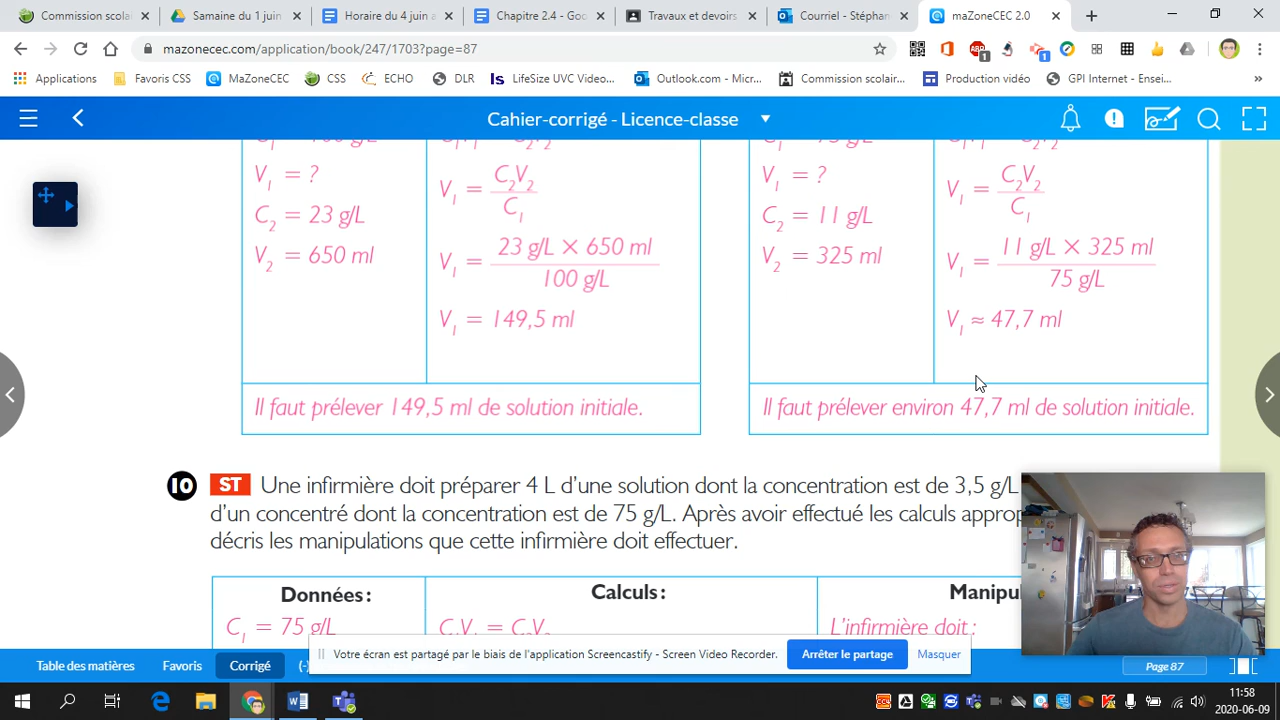 Commission scolai
Semaine du 1 juin
Horaire du 4 juin a
Chapitre 2.4 - Goo
Travaux et devoirs
Courriel – Stéphan
maZoneCEC 2.0
mazonecec.com/application/book/247/1703?page=87
Applications
Favoris CSS
MaZoneCEC
CSS
ECHO
DLR
LifeSize UVC Video...
Outlook.com - Micr...
Commission scolair...
Production vidéo
GPI Internet - Ensei...
Cahier-corrigé - Licence-classe
V₁ = ?
C₂ = 23 g/L
V₂ = 650 ml
V₁ = C₂V₂ / C₁
V₁ = 23 g/L × 650 ml / 100 g/L
V₁ = 149,5 ml
Il faut prélever 149,5 ml de solution initiale.
V₁ = ?
C₂ = 11 g/L
V₂ = 325 ml
V₁ = C₂V₂ / C₁
V₁ = 11 g/L × 325 ml / 75 g/L
V₁ ≈ 47,7 ml
Il faut prélever environ 47,7 ml de solution initiale.
10 ST Une infirmière doit préparer 4 L d'une solution dont la concentration est de 3,5 g/L
d'un concentré dont la concentration est de 75 g/L. Après avoir effectué les calculs approp
décris les manipulations que cette infirmière doit effectuer.
Données :
Calculs :
Manipu
C₁ = 75 g/L
C₁V₁ = C₂V₂
L'infirmière doit :
Votre écran est partagé par le biais de l'application Screencastify - Screen Video Recorder.
Arrêter le partage
Masquer
Table des matières
Favoris
Corrigé
(-)
Page 87
11:58
2020-06-09